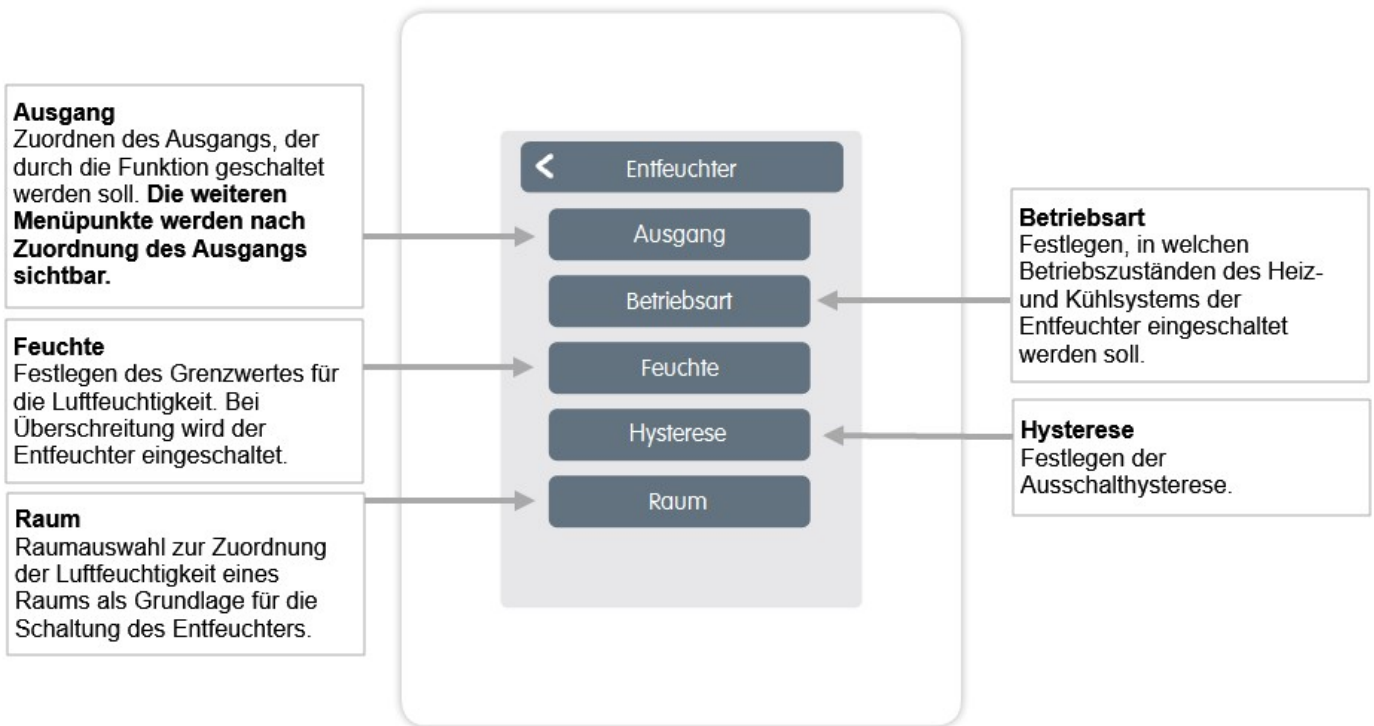 Ausgang
Zuordnen des Ausgangs, der
durch die Funktion geschaltet
werden soll. Die weiteren
Menüpunkte werden nach
Zuordnung des Ausgangs
sichtbar.
Feuchte
Festlegen des Grenzwertes für
die Luftfeuchtigkeit. Bei
Überschreitung wird der
Entfeuchter eingeschaltet.
Raum
Raumauswahl zur Zuordnung
der Luftfeuchtigkeit eines
Raums als Grundlage für die
Schaltung des Entfeuchters.
Entfeuchter
Ausgang
Betriebsart
Feuchte
Hysterese
Raum
Betriebsart
Festlegen, in welchen
Betriebszuständen des Heiz-
und Kühlsystems der
Entfeuchter eingeschaltet
werden soll.
Hysterese
Festlegen der
Ausschalthysterese.